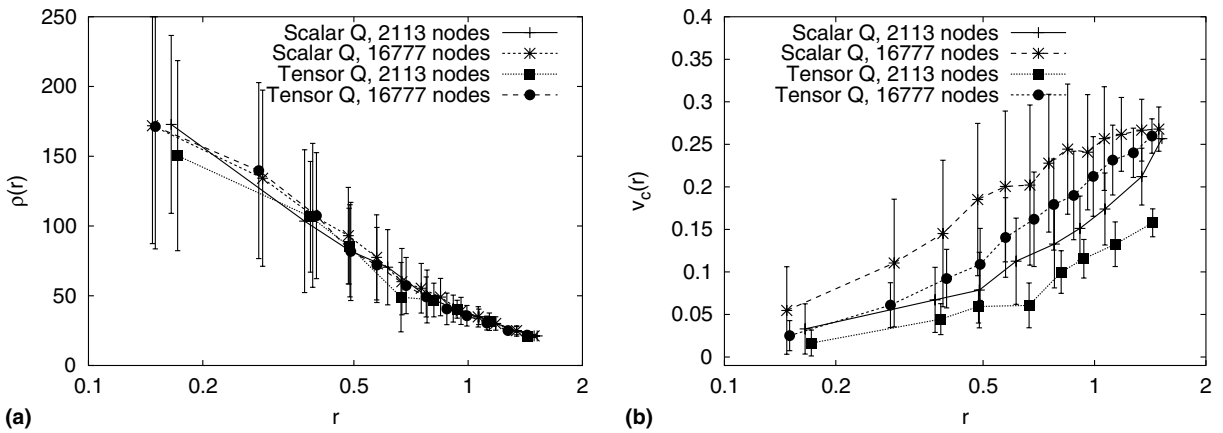 250
200
150
100
50
0
ρ(r)
0.1 0.2 0.5 1 2
r
(a)
Scalar Q, 2113 nodes
Scalar Q, 16777 nodes
Tensor Q, 2113 nodes
Tensor Q, 16777 nodes
0.4
0.35
0.3
0.25
0.2
0.15
0.1
0.05
0
v_c(r)
0.1 0.2 0.5 1 2
r
(b)
Scalar Q, 2113 nodes
Scalar Q, 16777 nodes
Tensor Q, 2113 nodes
Tensor Q, 16777 nodes